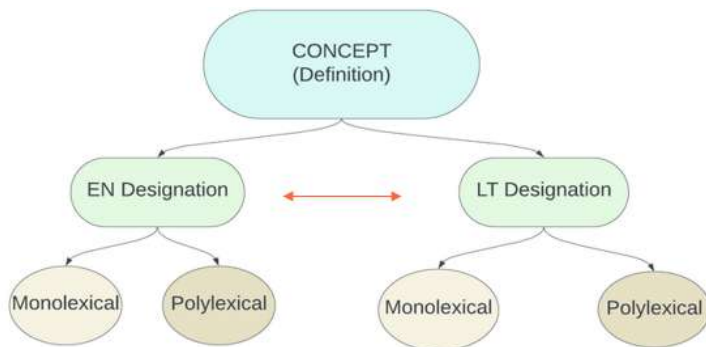 CONCEPT
(Definition)
EN Designation
LT Designation
Monolexical
Polylexical
Monolexical
Polylexical